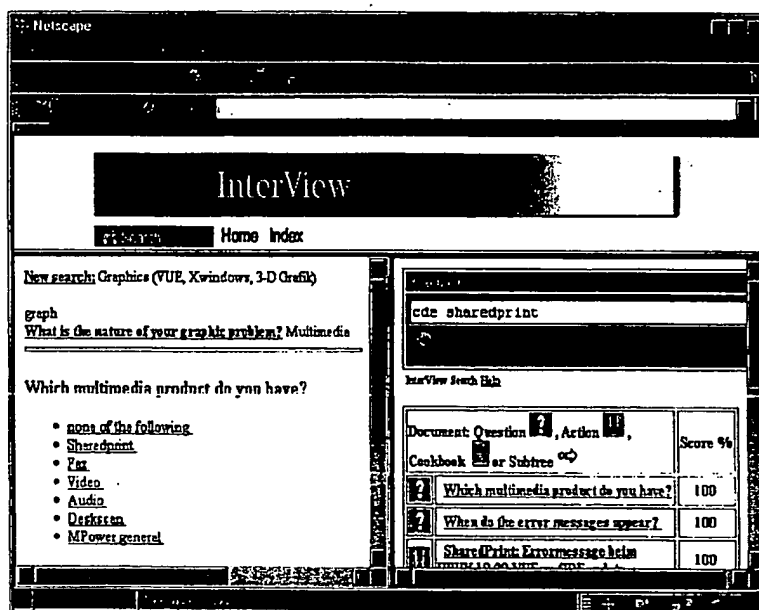 Netscape
InterView
Home Index
New search: Graphics (VUE, Xwindows, 3-D Grafik)
graph
What is the nature of your graphic problem? Multimedia
Which multimedia product do you have?
• none of the following
• Sharedprint
• Fax
• Video
• Audio
• Deskscan
• MPower general
cde sharedprint
InterView Search Help
Document: Question ?, Action !!,
Cookbook or Subtree ⇨
Score %
? Which multimedia product do you have? 100
? When do the error messages appear? 100
!! SharedPrint: Errormessage beim 100